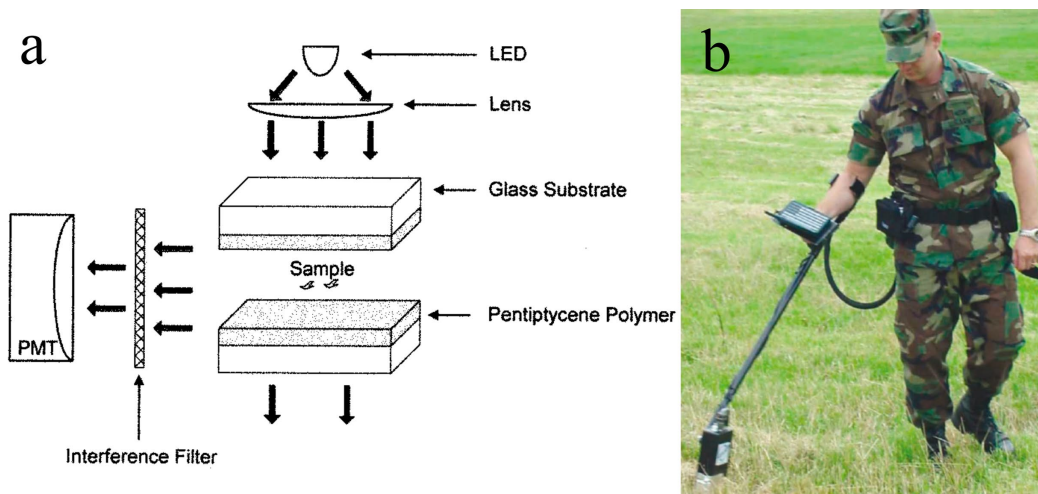 a
LED
Lens
Glass Substrate
Sample
Pentiptycene Polymer
PMT
Interference Filter
b